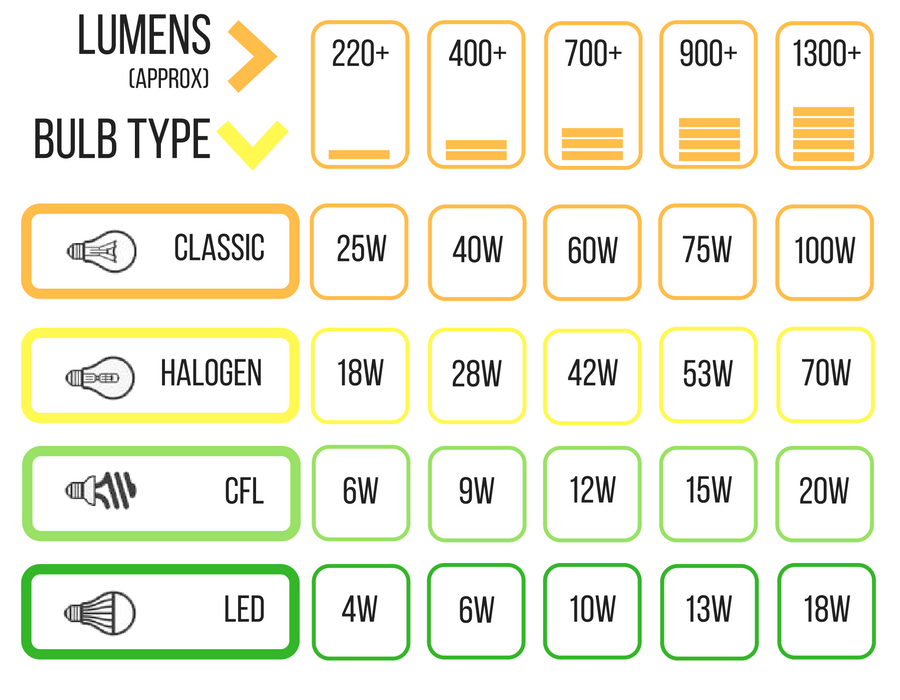 LUMENS
(APPROX)
220+ 400+ 700+ 900+ 1300+
BULB TYPE
CLASSIC 25W 40W 60W 75W 100W
HALOGEN 18W 28W 42W 53W 70W
CFL 6W 9W 12W 15W 20W
LED 4W 6W 10W 13W 18W